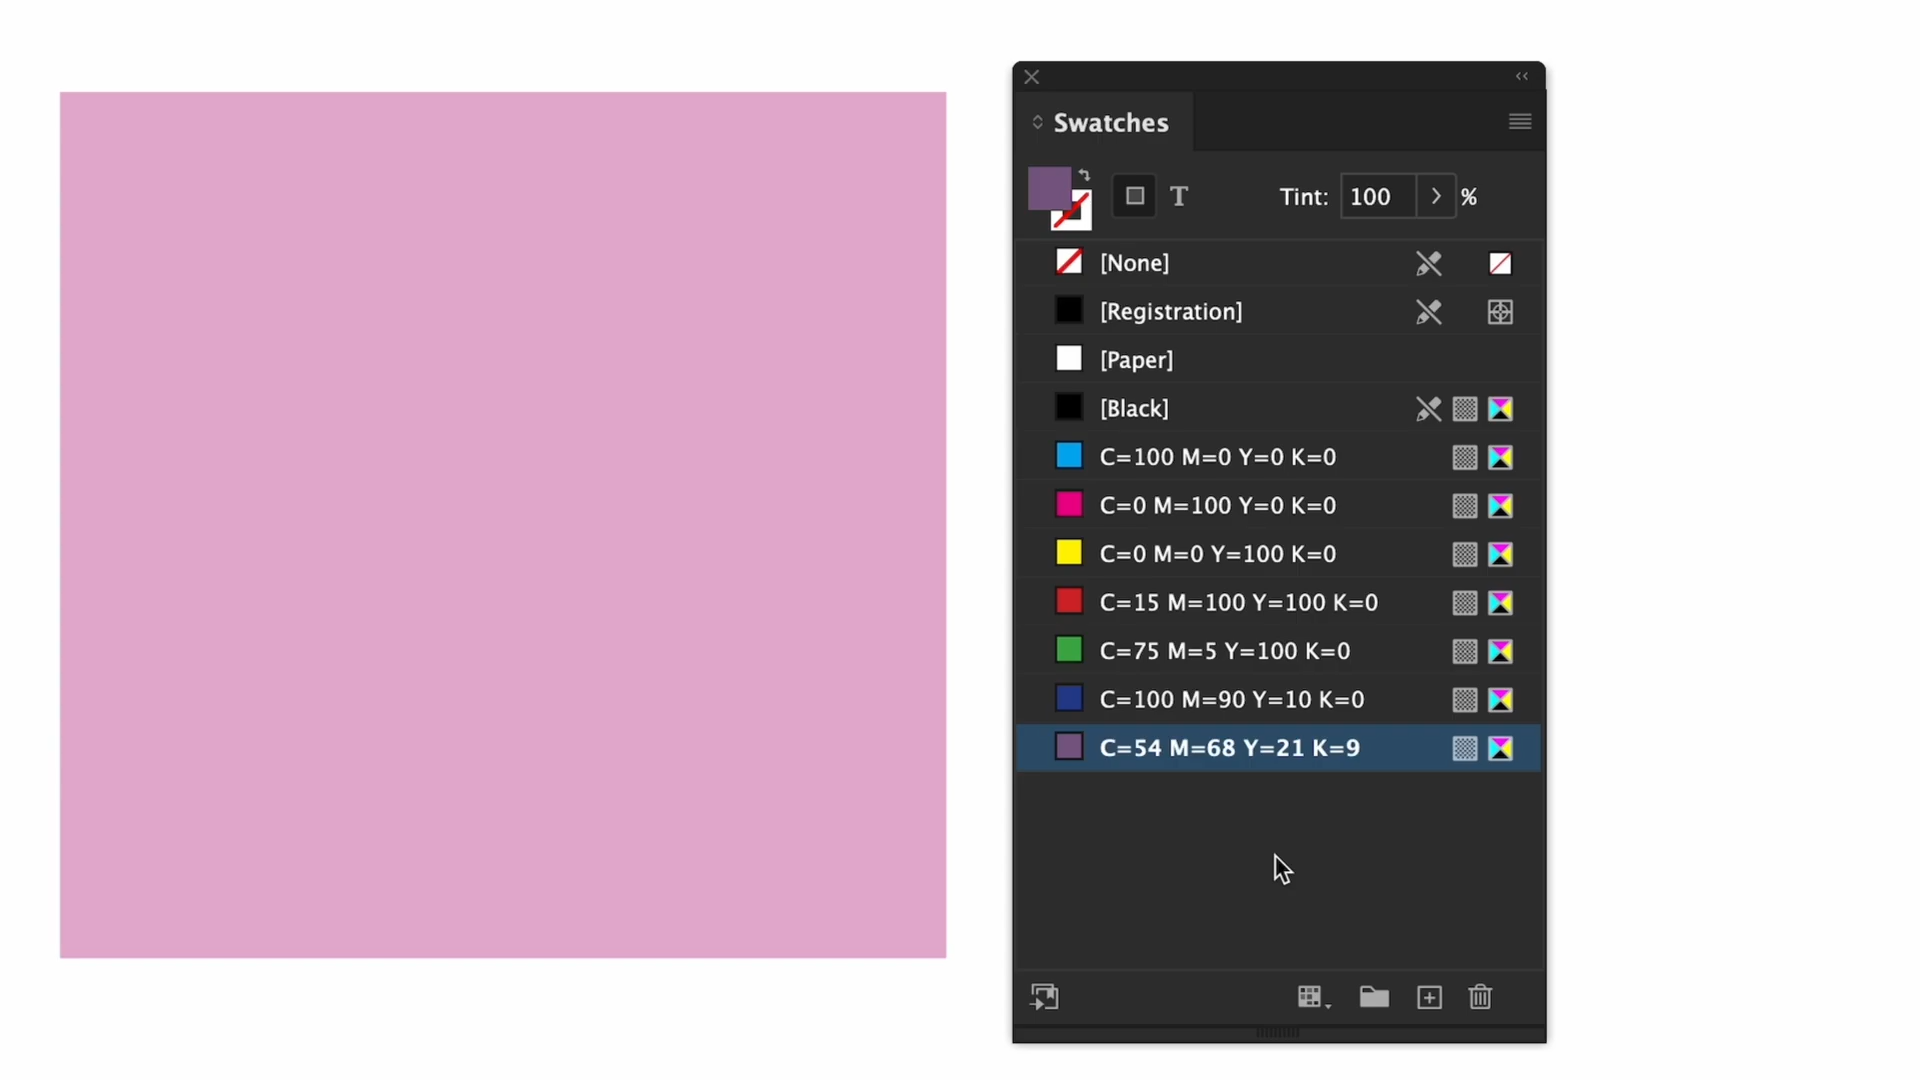 Swatches
T
Tint: 100 %
[None]
[Registration]
[Paper]
[Black]
C=100 M=0 Y=0 K=0
C=0 M=100 Y=0 K=0
C=0 M=0 Y=100 K=0
C=15 M=100 Y=100 K=0
C=75 M=5 Y=100 K=0
C=100 M=90 Y=10 K=0
C=54 M=68 Y=21 K=9